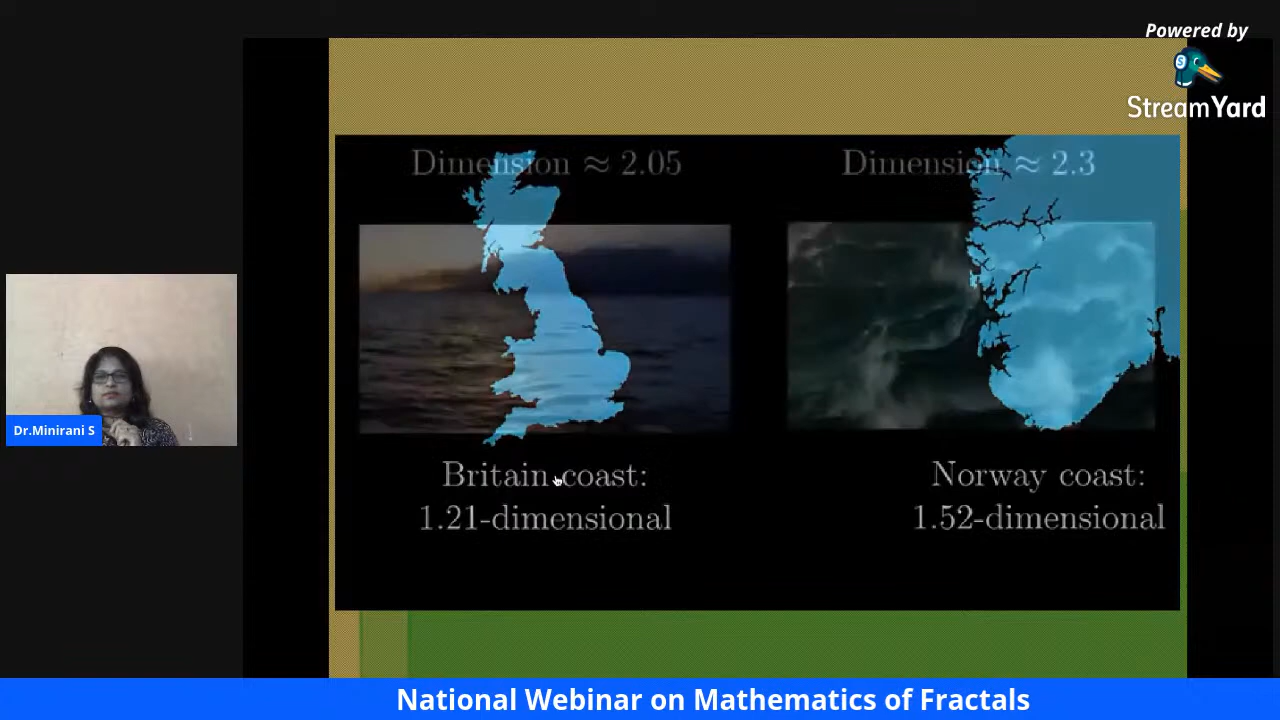 Powered by
StreamYard
Dimension ≈ 2.05
Dimension ≈ 2.3
Britain coast:
1.21-dimensional
Norway coast:
1.52-dimensional
Dr.Minirani S
National Webinar on Mathematics of Fractals